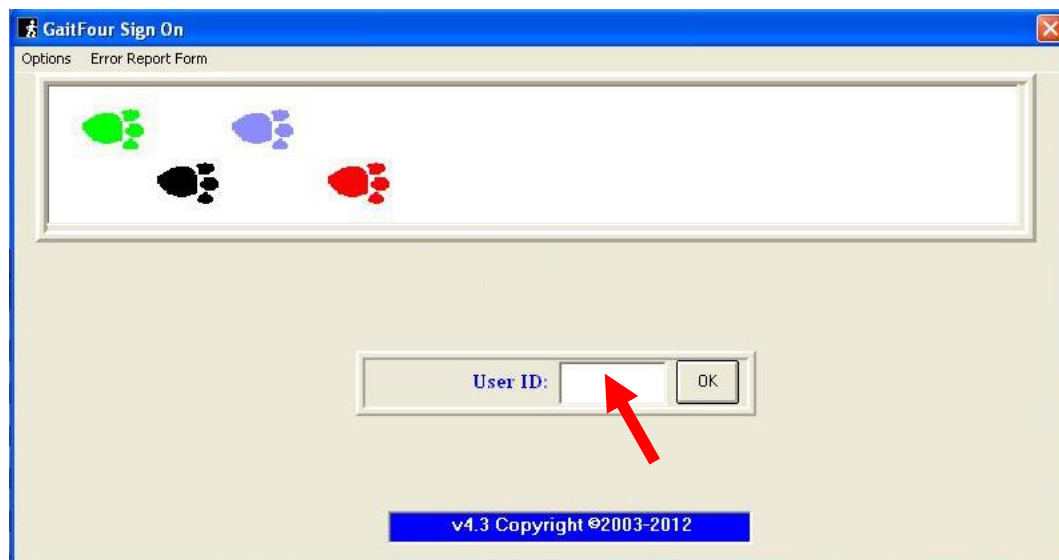 GaitFour Sign On
Options Error Report Form
User ID: OK
v4.3 Copyright ©2003-2012